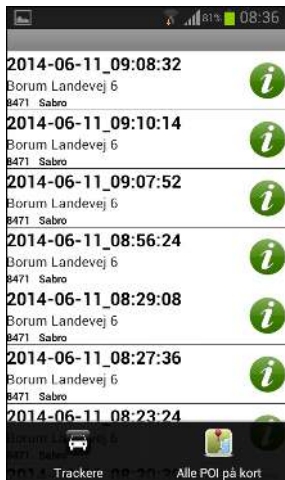 81% 08:36
2014-06-11_09:08:32
Borum Landevej 6
8471 Sabro
2014-06-11_09:10:14
Borum Landevej 6
8471 Sabro
2014-06-11_09:07:52
Borum Landevej 6
8471 Sabro
2014-06-11_08:56:24
Borum Landevej 6
8471 Sabro
2014-06-11_08:29:08
Borum Landevej 6
8471 Sabro
2014-06-11_08:27:36
Borum Landevej 6
8471 Sabro
2014-06-11_08:23:24
Trackere Alle POI på kort